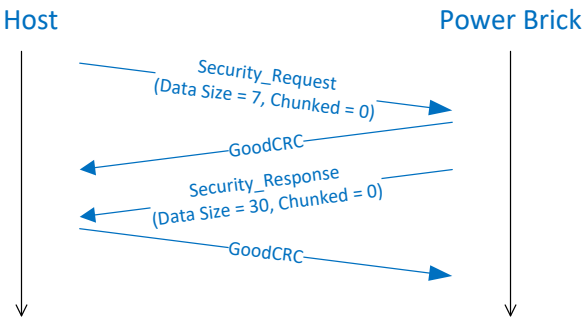 Host
Power Brick
Security_Request
(Data Size = 7, Chunked = 0)
GoodCRC
Security_Response
(Data Size = 30, Chunked = 0)
GoodCRC